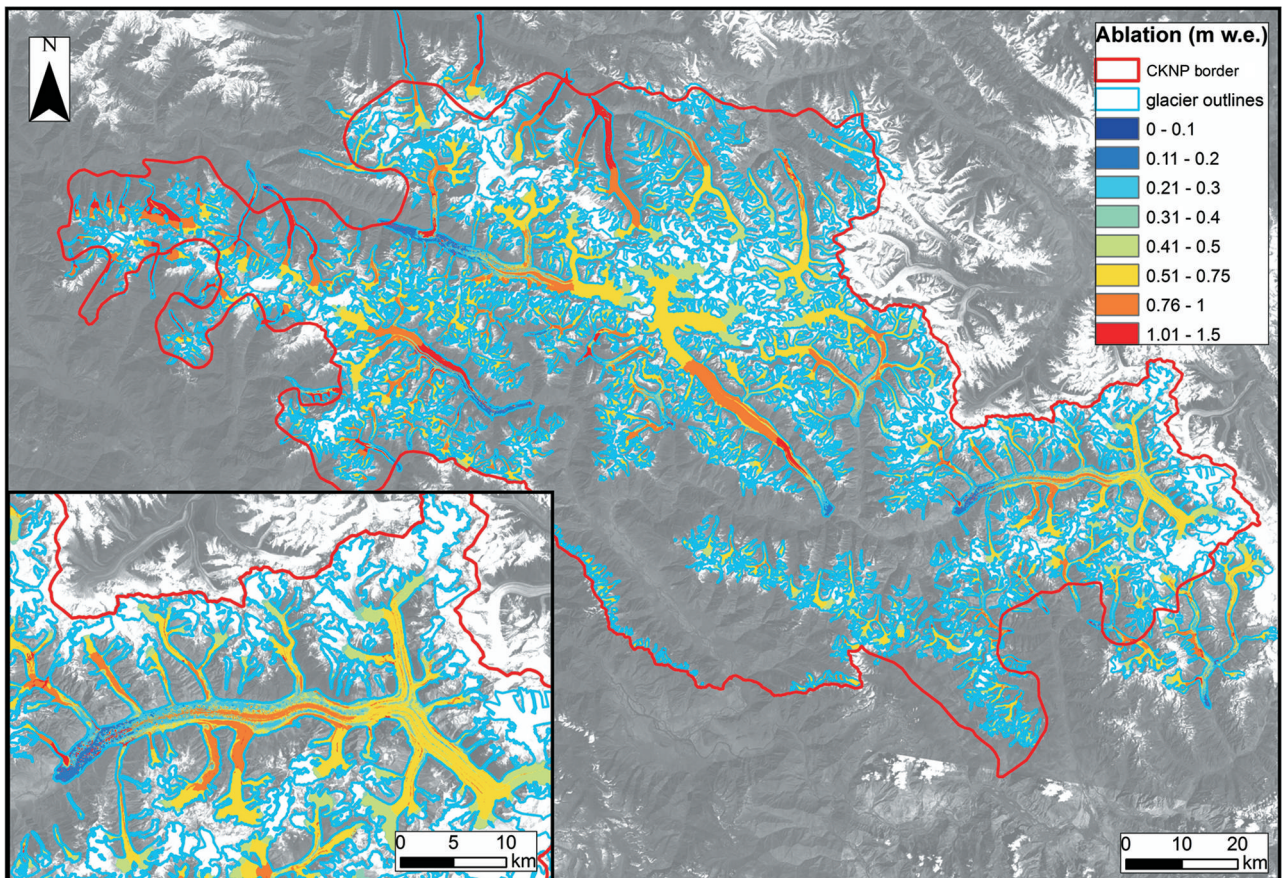 N
Ablation (m w.e.)
CKNP border
glacier outlines
0 - 0.1
0.11 - 0.2
0.21 - 0.3
0.31 - 0.4
0.41 - 0.5
0.51 - 0.75
0.76 - 1
1.01 - 1.5
0 5 10
km
0 10 20
km